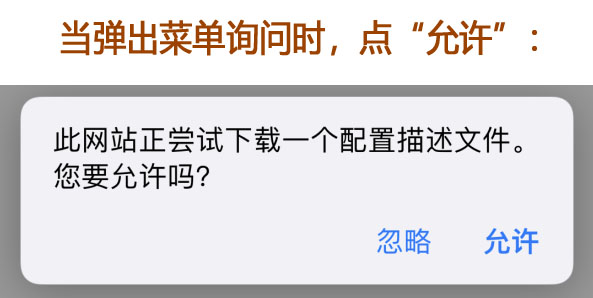 当弹出菜单询问时，点“允许”：
此网站正尝试下载一个配置描述文件。
您要允许吗?
忽略 允许